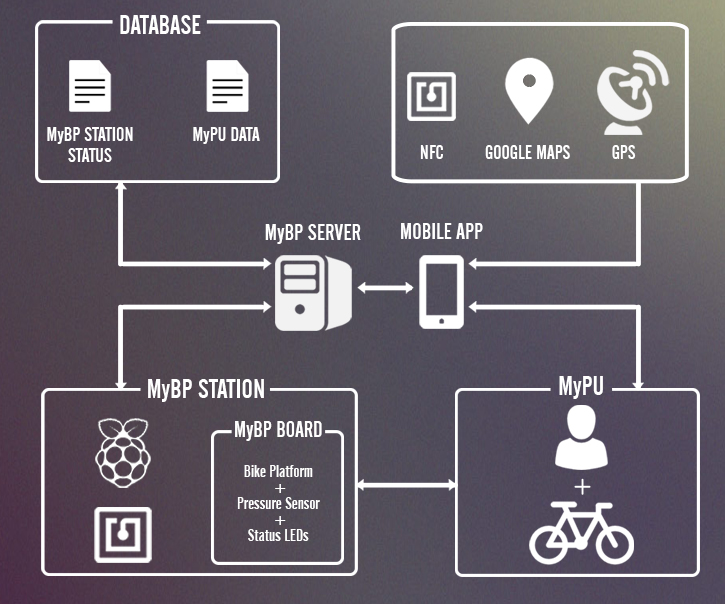 DATABASE
MyBP STATION
STATUS
MyPU DATA
NFC
GOOGLE MAPS
GPS
MyBP SERVER
MOBILE APP
MyBP STATION
MyBP BOARD
Bike Platform
+
Pressure Sensor
+
Status LEDs
MyPU
+